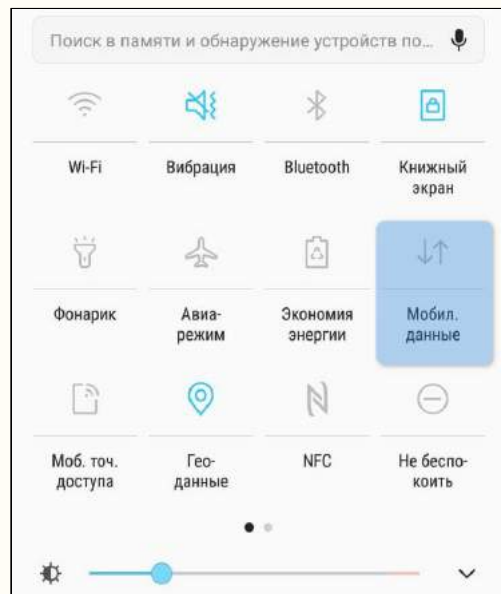 Поиск в памяти и обнаружение устройств по...
Wi-Fi
Вибрация
Bluetooth
Книжный
экран
Фонарик
Авиа-
режим
Экономия
энергии
Мобил.
данные
Моб. точ.
доступа
Гео-
данные
NFC
Не беспо-
коить